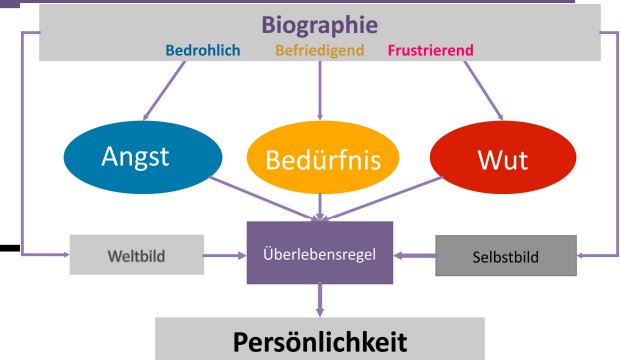 Biographie
Bedrohlich Befriedigend Frustrierend
Angst Bedürfnis Wut
Weltbild Überlebensregel Selbstbild
Persönlichkeit